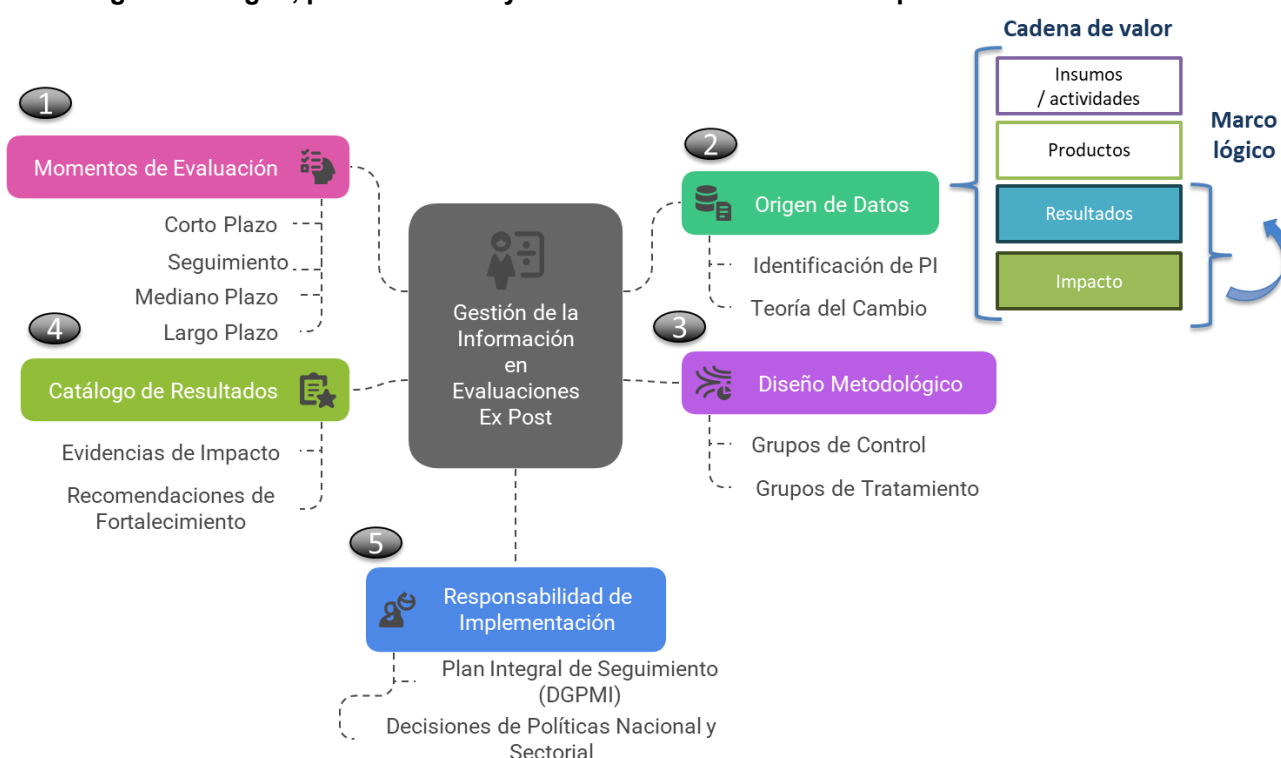 Cadena de valor
Insumos
/ actividades
Productos
Resultados
Impacto
Marco
lógico
1
Momentos de Evaluación
Corto Plazo
Seguimiento
Mediano Plazo
Largo Plazo
2
Origen de Datos
Identificación de PI
Teoría del Cambio
Gestión de la
Información
en
Evaluaciones
Ex Post
3
Diseño Metodológico
Grupos de Control
Grupos de Tratamiento
4
Catálogo de Resultados
Evidencias de Impacto
Recomendaciones de
Fortalecimiento
5
Responsabilidad de
Implementación
Plan Integral de Seguimiento
(DGPMI)
Decisiones de Políticas Nacional y
Sectorial